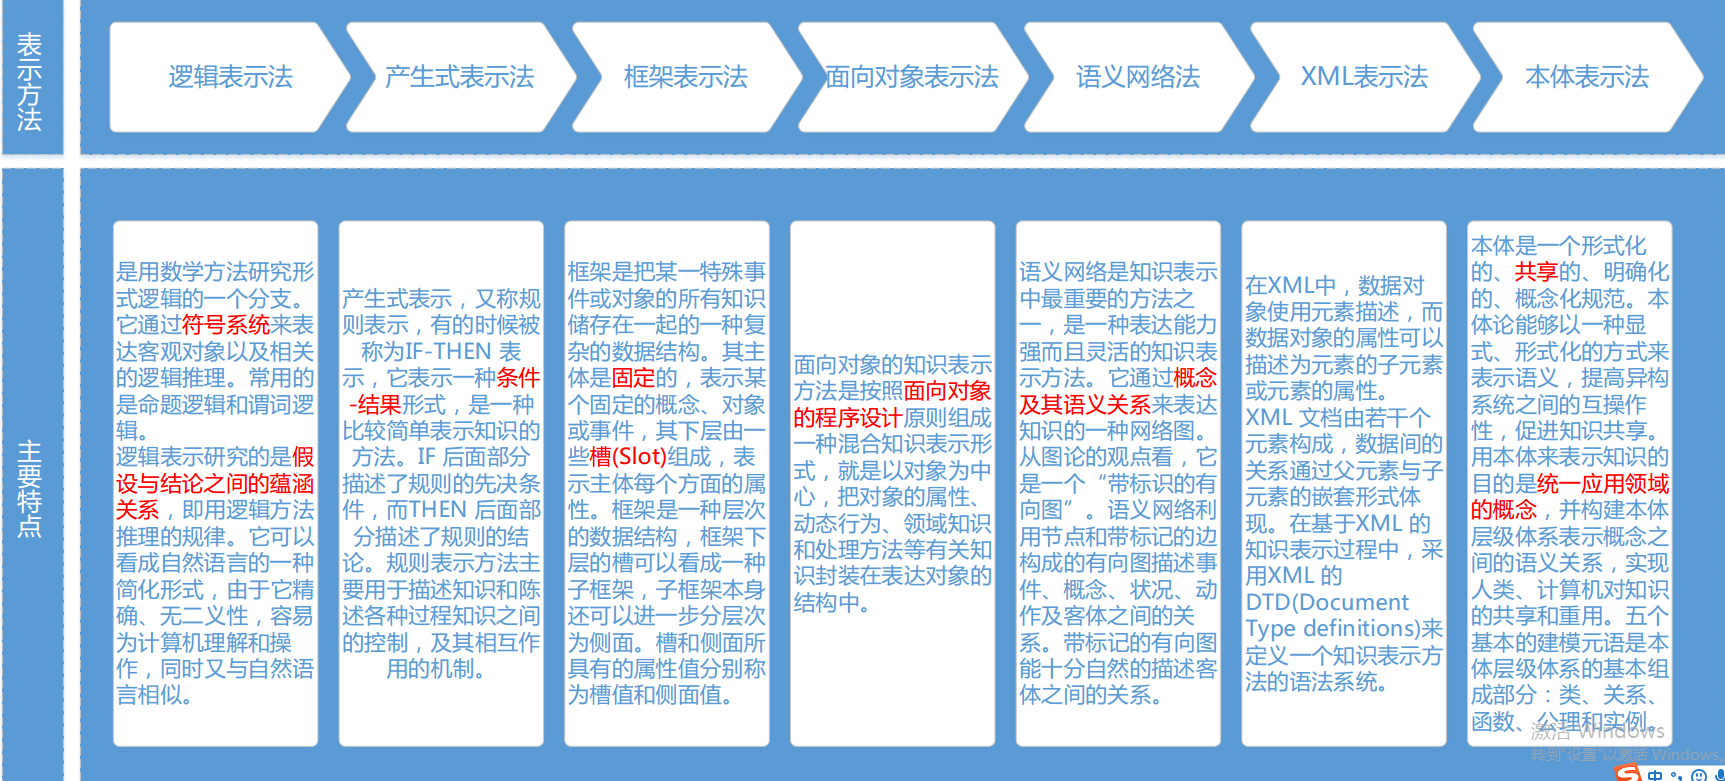 表示方法
逻辑表示法
产生式表示法
框架表示法
面向对象表示法
语义网络法
XML表示法
本体表示法
主要特点
是用数学方法研究形
式逻辑的一个分支。
它通过符号系统来表
达客观对象以及相关
的逻辑推理。常用的
是命题逻辑和谓词逻
辑。
逻辑表示研究的是假
设与结论之间的蕴涵
关系，即用逻辑方法
推理的规律。它可以
看成自然语言的一种
简化形式，由于它精
确、无二义性，容易
为计算机理解和操
作，同时又与自然语
言相似。
产生式表示，又称规
则表示，有的时候被
称为IF-THEN 表
示，它表示一种条件
-结果形式，是一种
比较简单表示知识的
方法。IF 后面部分
描述了规则的先决条
件，而THEN 后面部
分描述了规则的结
论。规则表示方法主
要用于描述知识和陈
述各种过程知识之间
的控制，及其相互作
用的机制。
框架是把某一特殊事
件或对象的所有知识
储存在一起的一种复
杂的数据结构。其主
体是固定的，表示某
个固定的概念、对象
或事件，其下层由一
些槽(Slot)组成，表
示主体每个方面的属
性。框架是一种层次
的数据结构，框架下
层的槽可以看成一种
子框架，子框架本身
还可以进一步分层次
为侧面。槽和侧面所
具有的属性值分别称
为槽值和侧面值。
面向对象的知识表示
方法是按照面向对象
的程序设计原则组成
一种混合知识表示形
式，就是以对象为中
心，把对象的属性、
动态行为、领域知识
和处理方法等有关知
识封装在表达对象的
结构中。
语义网络是知识表示
中最重要的方法之
一，是一种表达能力
强而且灵活的知识表
示方法。它通过概念
及其语义关系来表达
知识的一种网络图。
从图论的观点看，它
是一个“带标识的有
向图”。语义网络利
用节点和带标记的边
构成的有向图描述事
件、概念、状况、动
作及客体之间的关
系。带标记的有向图
能十分自然的描述客
体之间的关系。
在XML中，数据对
象使用元素描述，而
数据对象的属性可以
描述为元素的子元素
或元素的属性。
XML 文档由若干个
元素构成，数据间的
关系通过父元素与子
元素的嵌套形式体
现。在基于XML 的
知识表示过程中，采
用XML 的
DTD(Document
Type definitions)来
定义一个知识表示方
法的语法系统。
本体是一个形式化
的、共享的、明确化
的、概念化规范。本
体论能够以一种显
式、形式化的方式来
表示语义，提高异构
系统之间的互操作
性，促进知识共享。
用本体来表示知识的
目的是统一应用领域
的概念，并构建本体
层级体系表示概念之
间的语义关系，实现
人类、计算机对知识
的共享和重用。五个
基本的建模元语是本
体层级体系的基本组
成部分：类、关系、
函数、公理和实例。
激活 Windows
转到"设置"以激活 Windows。
中